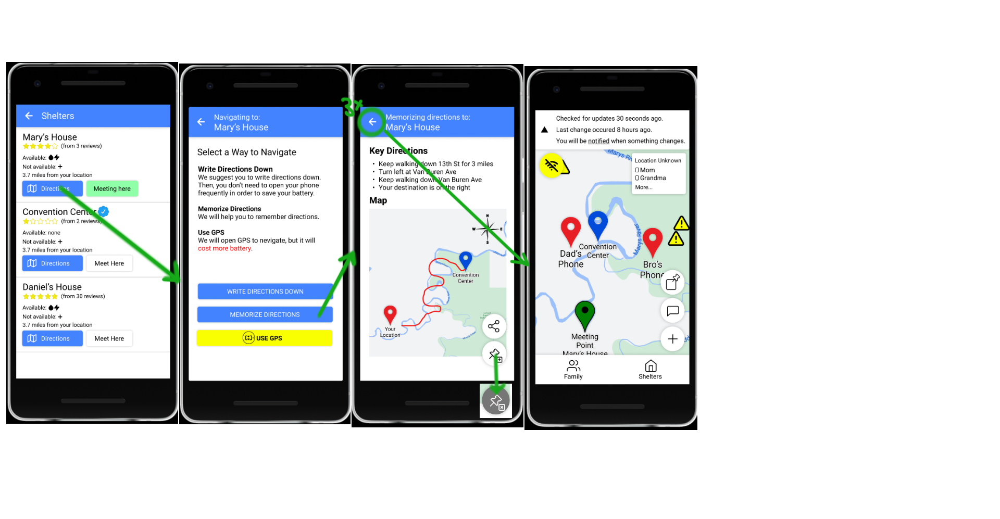 Shelters
Mary's House
(from 3 reviews)
Available:
Not available:
3.7 miles from your location
Directions
Meeting here
Convention Center
(from 2 reviews)
Available: none
Not available:
3.7 miles from your location
Directions
Meet Here
Daniel's House
(from 30 reviews)
Available:
Not available:
3.7 miles from your location
Directions
Meet Here
Navigating to:
Mary's House
Select a Way to Navigate
Write Directions Down
We suggest you to write directions down.
Then, you don't need to open your phone
frequently in order to save your battery.
Memorize Directions
We will help you to remember directions.
Use GPS
We will open GPS to nevigate, but it will
cost more battery.
WRITE DIRECTIONS DOWN
MEMORIZE DIRECTIONS
USE GPS
3x
Memorizing directions to:
Mary's House
Key Directions
• Keep walking down 13th St for 3 miles
• Turn left at Van Buren Ave
• Keep walking down Van Buren Ave
• Your destination is on the right
Map
N
W
E
S
Convention
Center
Your
Location
Checked for updates 30 seconds ago.
Last change occured 8 hours ago.
You will be notified when something changes.
Marys Ri
Location Unknown
Mom
Grandma
More...
Marys River
Dad's
Phone
Convention
Center
Bro's
Phone
Meeting
Point
Mary's House
Family
Shelters